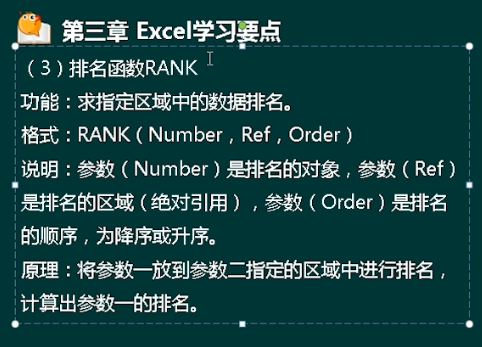 第三章 Excel学习要点
（3）排名函数RANK
功能：求指定区域中的数据排名。
格式：RANK（Number，Ref，Order）
说明：参数（Number）是排名的对象，参数（Ref）
是排名的区域（绝对引用），参数（Order）是排名
的顺序，为降序或升序。
原理：将参数一放到参数二指定的区域中进行排名，
计算出参数一的排名。